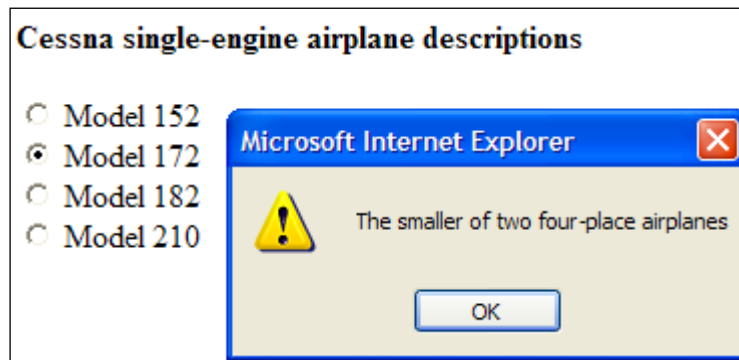 Cessna single-engine airplane descriptions
Model 152
Model 172
Model 182
Model 210
Microsoft Internet Explorer
The smaller of two four-place airplanes
OK